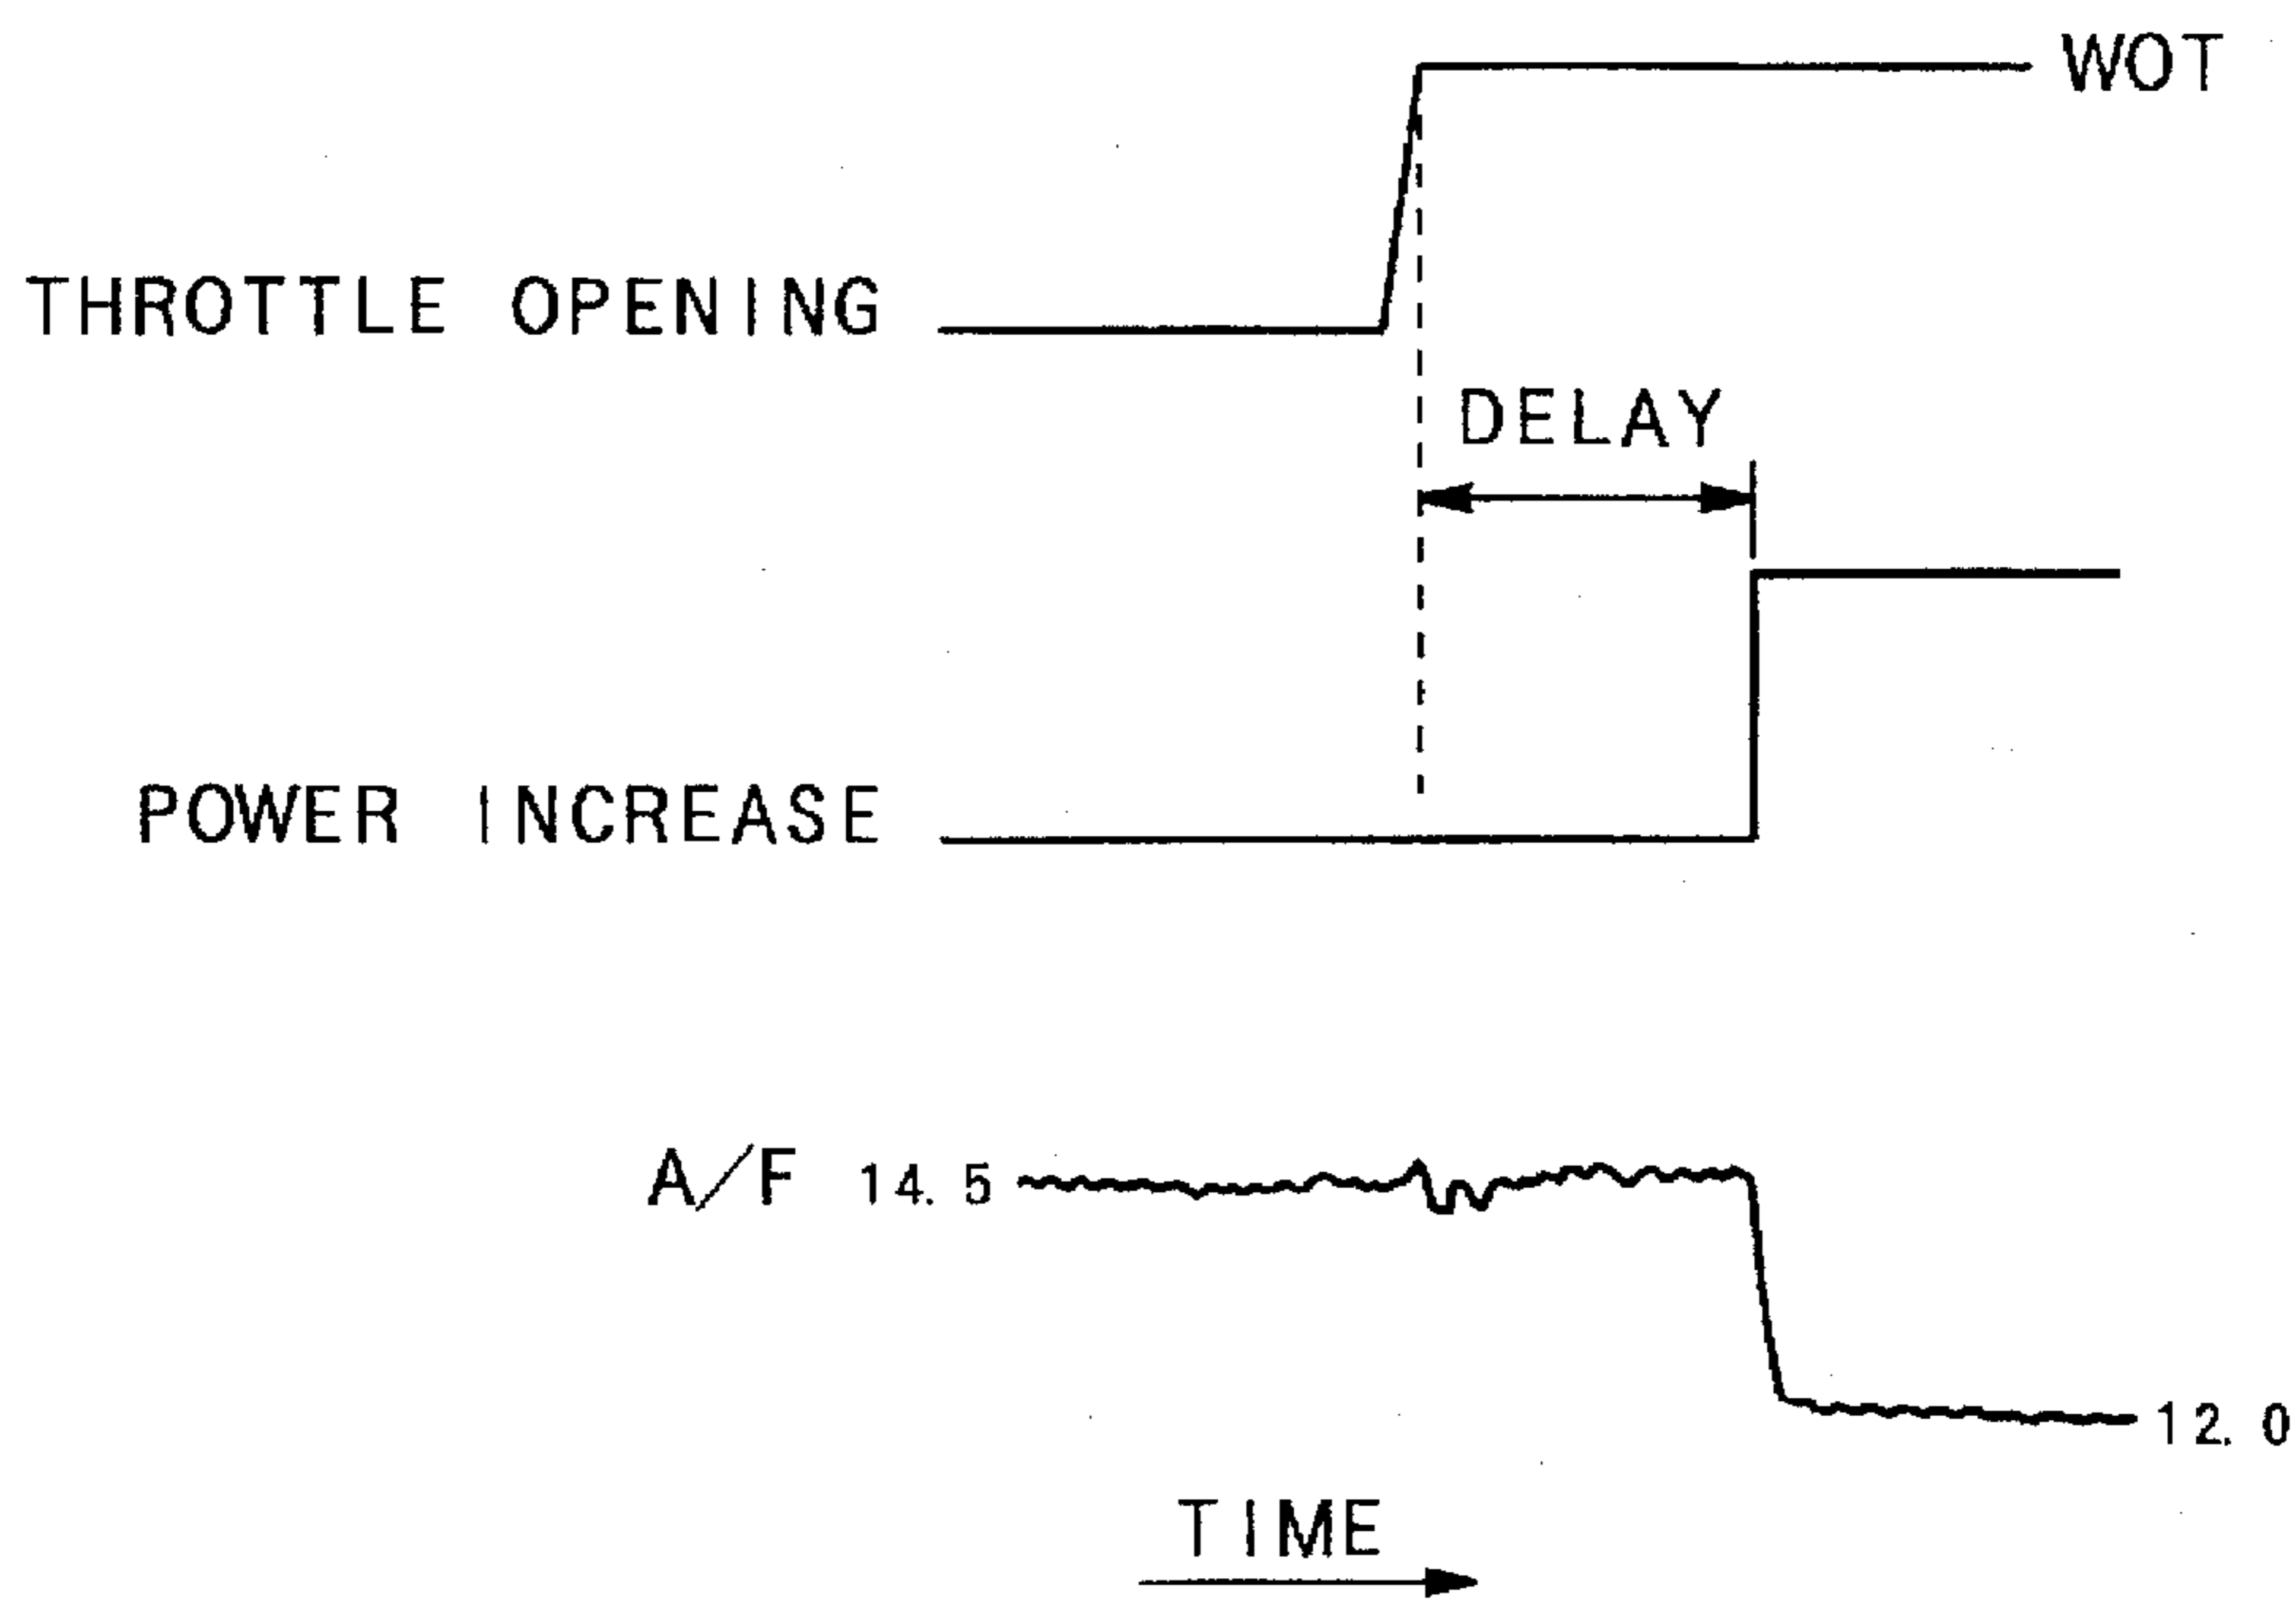 WOT
THROTTLE OPENING
DELAY
POWER INCREASE
A/F 14.5
12.0
TIME